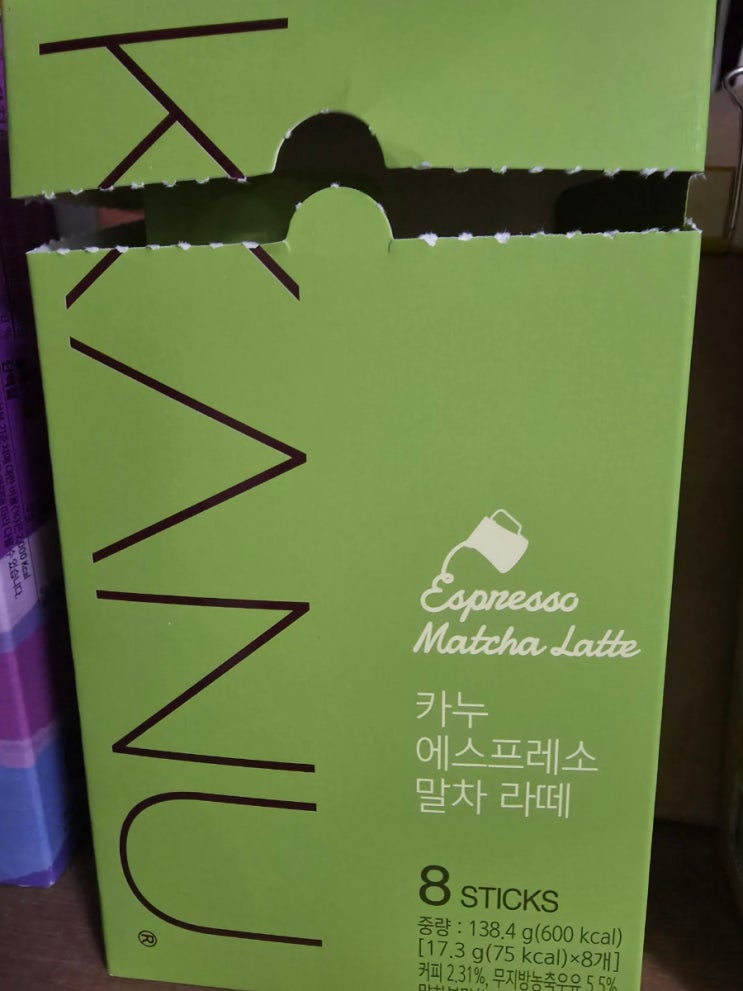 KANU
®
Espresso
Matcha Latte
카누
에스프레소
말차 라떼
8 STICKS
중량 : 138.4 g(600 kcal)
[17.3 g(75 kcal)×8개]
커피 2.31%, 무지방농축우유 5.5%